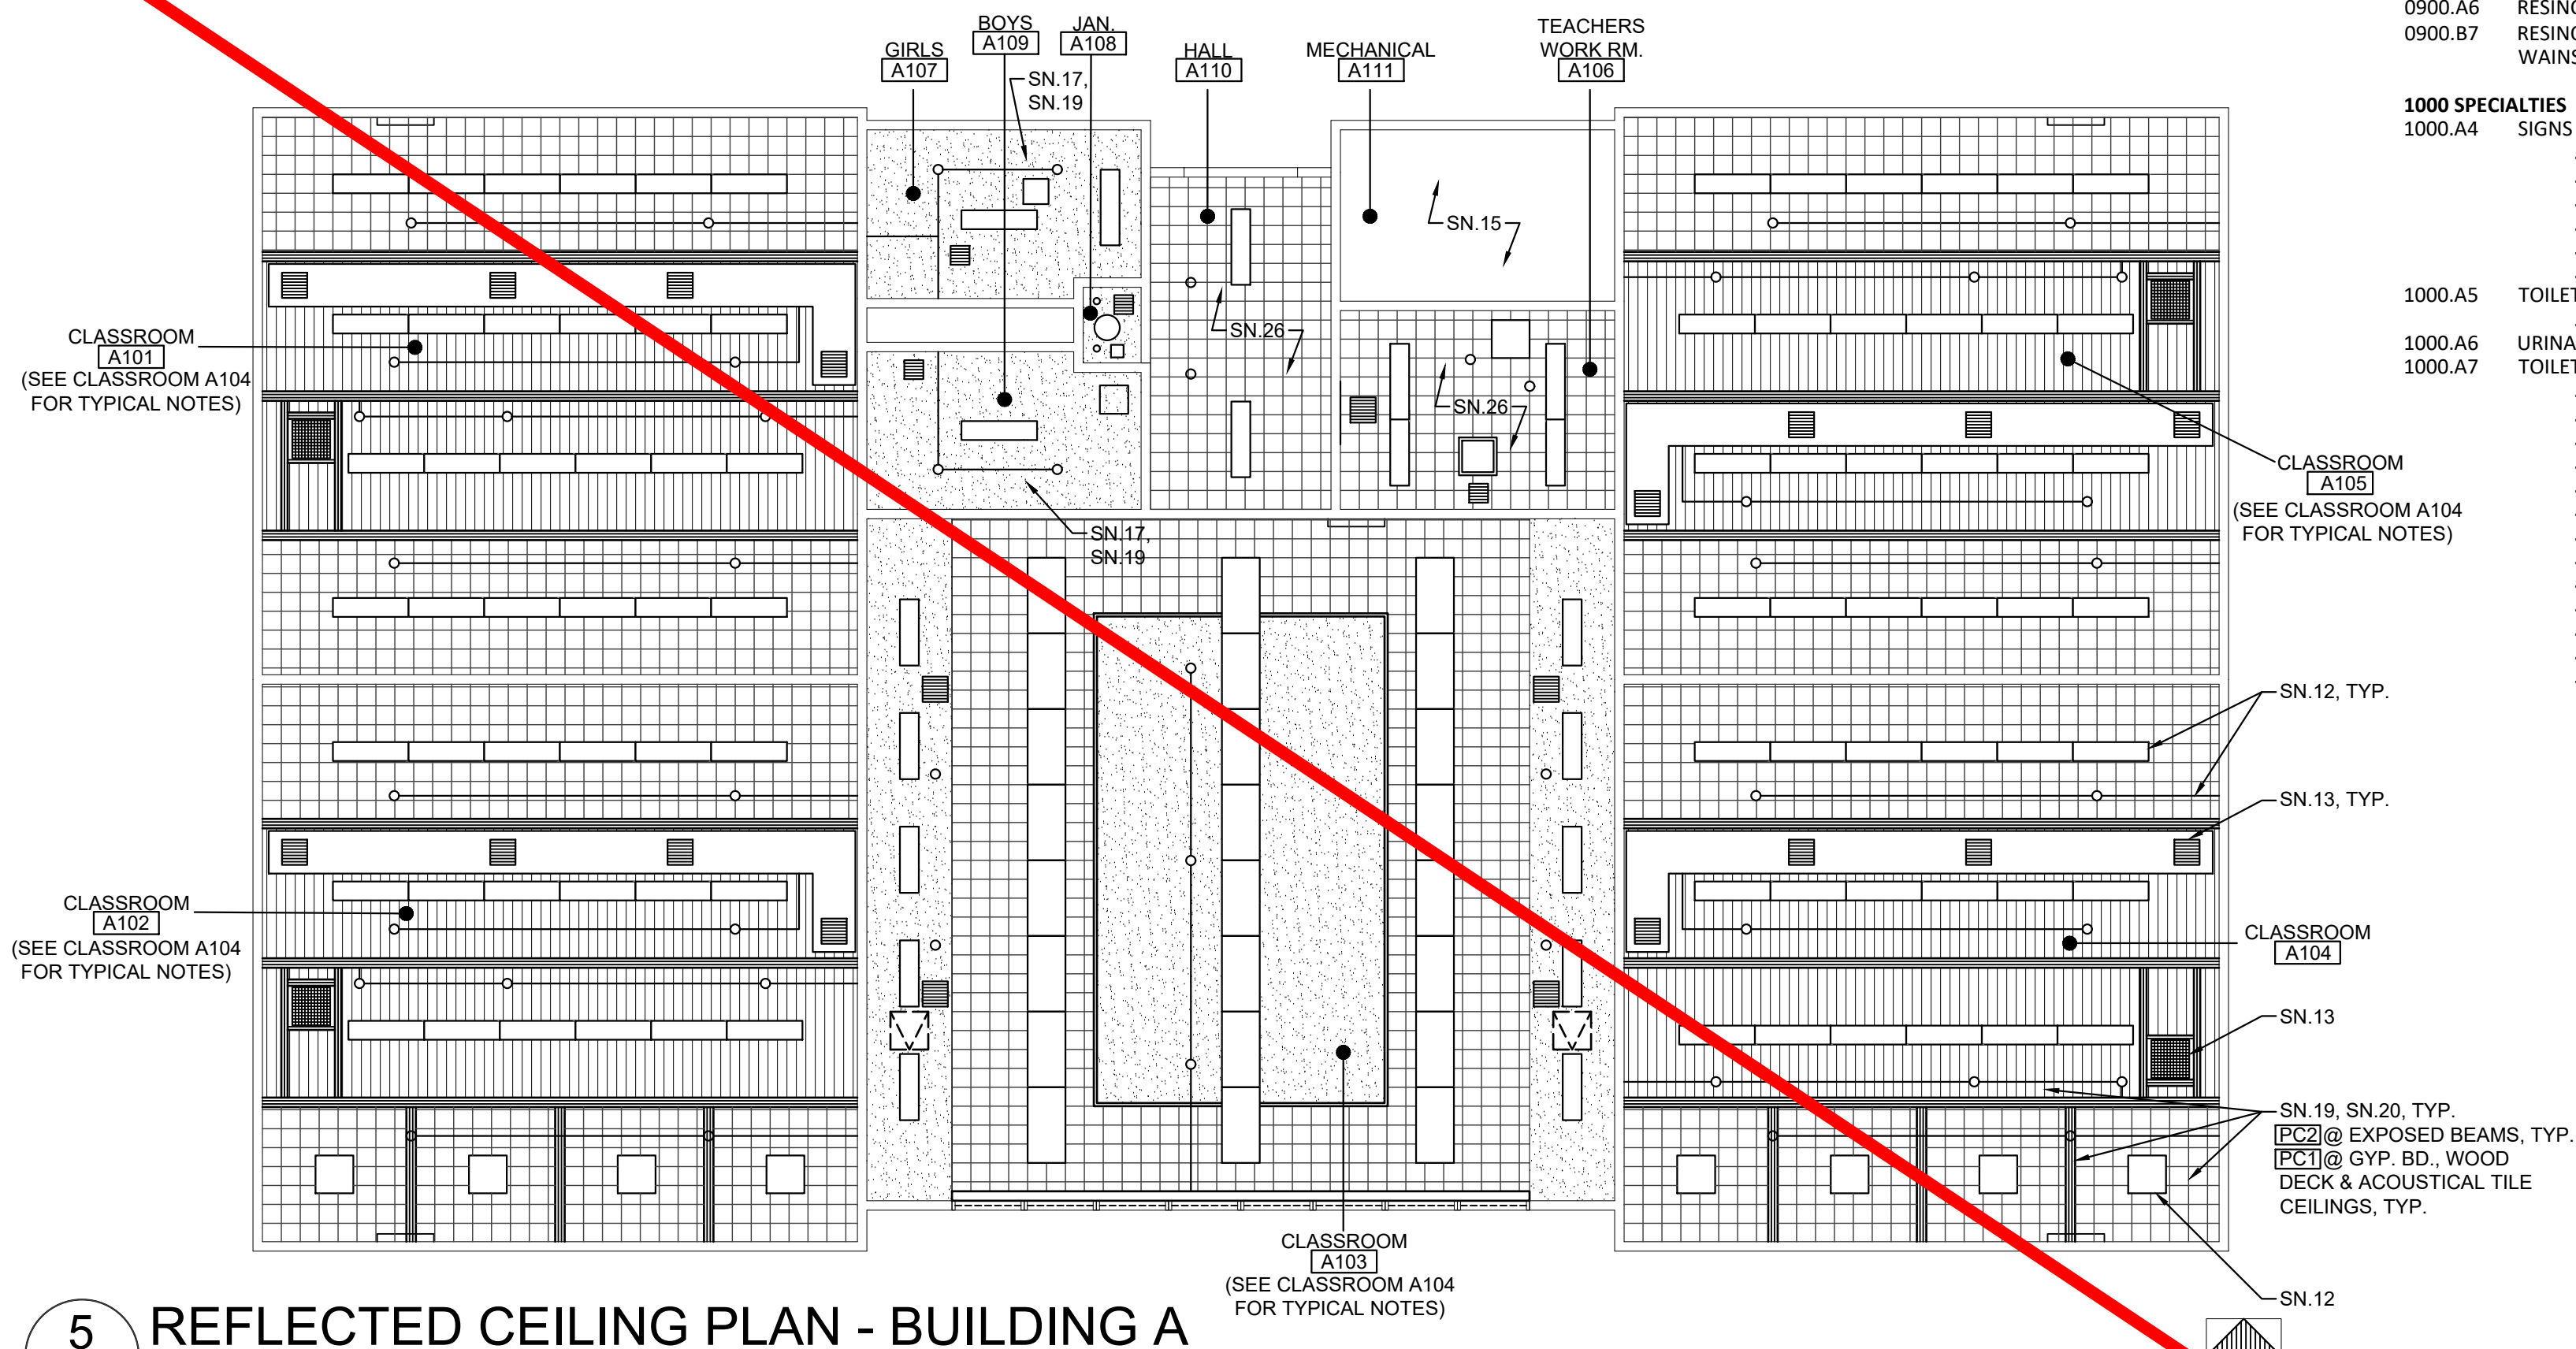 GIRLS
A107
BOYS
A109
JAN.
A108
HALL
A110
MECHANICAL
A111
TEACHERS
WORK RM.
A106
SN.17,
SN.19
SN.15
SN.26
SN.26
SN.17,
SN.19
CLASSROOM
A101
(SEE CLASSROOM A104
FOR TYPICAL NOTES)
CLASSROOM
A102
(SEE CLASSROOM A104
FOR TYPICAL NOTES)
CLASSROOM
A105
(SEE CLASSROOM A104
FOR TYPICAL NOTES)
SN.12, TYP.
SN.13, TYP.
CLASSROOM
A104
SN.13
SN.19, SN.20, TYP.
PC2 @ EXPOSED BEAMS, TYP.
PC1 @ GYP. BD., WOOD
DECK & ACOUSTICAL TILE
CEILINGS, TYP.
SN.12
CLASSROOM
A103
(SEE CLASSROOM A104
FOR TYPICAL NOTES)
5
REFLECTED CEILING PLAN - BUILDING A
0900.A6
0900.B7
1000 SPECIALTIES
1000.A4 SIGNS
1000.A5 TOILET
1000.A6
1000.A7 TOILET